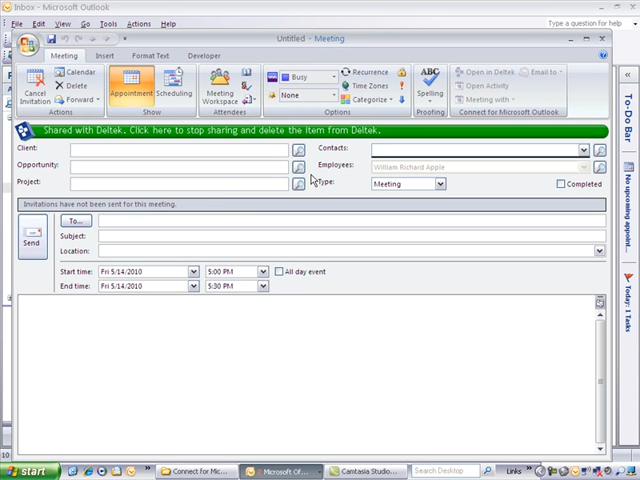 Inbox - Microsoft Outlook
File Edit View Go Tools Actions Help
Type a question for help
Untitled - Meeting
Meeting Insert Format Text Developer
Cancel Invitation
Calendar
Delete
Forward
Actions
Appointment
Scheduling
Show
Meeting Workspace
Attendees
Busy
None
Recurrence
Time Zones
Categorize
Options
ABC
Spelling
Proofing
Open in Deltek
Email to
Open Activity
Meeting with
Connect for Microsoft Outlook
Shared with Deltek. Click here to stop sharing and delete the item from Deltek.
Client:
Contacts:
Opportunity:
Employees: William Richard Apple
Project:
Type: Meeting
Completed
Invitations have not been sent for this meeting.
Send
To...
Subject:
Location:
Start time: Fri 5/14/2010 5:00 PM All day event
End time: Fri 5/14/2010 5:30 PM
To-Do Bar
No upcoming appoint...
Today: 1 Tasks
10
start
Connect for Mic...
Microsoft Of...
Camtasia Studio...
Search Desktop
Links